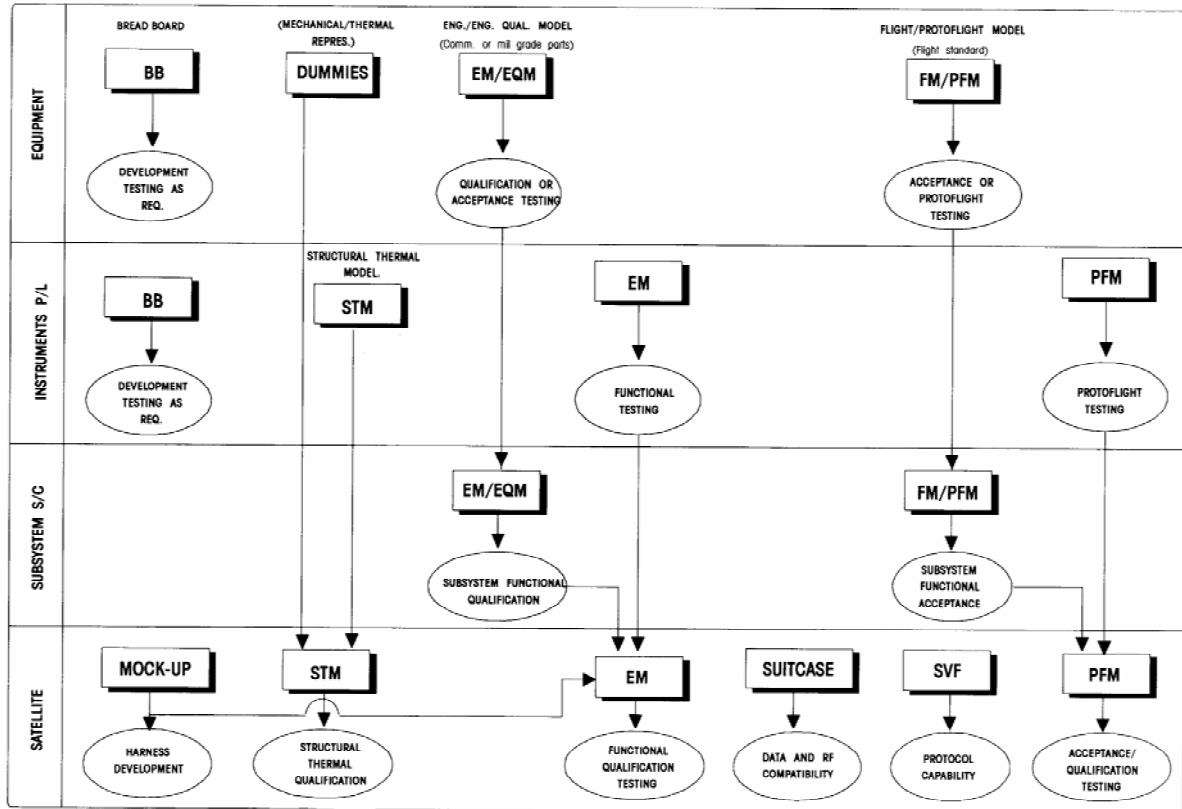 EQUIPMENT
BREAD BOARD
BB
DEVELOPMENT
TESTING AS
REQ.
(MECHANICAL/THERMAL
REPRES.)
DUMMIES
ENG./ENG. QUAL. MODEL
(Comm. or mil grade parts)
EM/EQM
QUALIFICATION OR
ACCEPTANCE TESTING
FLIGHT/PROTOFLIGHT MODEL
(Flight standard)
FM/PFM
ACCEPTANCE OR
PROTOFLIGHT
TESTING
INSTRUMENTS P/L
BB
DEVELOPMENT
TESTING AS
REQ.
STRUCTURAL THERMAL
MODEL.
STM
EM
FUNCTIONAL
TESTING
PFM
PROTOFLIGHT TESTING
SUBSYSTEM S/C
EM/EQM
SUBSYSTEM FUNCTIONAL
QUALIFICATION
FM/PFM
SUBSYSTEM
FUNCTIONAL
ACCEPTANCE
SATELLITE
MOCK-UP
HARNESS
DEVELOPMENT
STM
STRUCTURAL
THERMAL
QUALIFICATION
EM
FUNCTIONAL
QUALIFICATION
TESTING
SUITCASE
DATA AND RF
COMPATIBILITY
SVF
PROTOCOL
CAPABILITY
PFM
ACCEPTANCE/
QUALIFICATION
TESTING